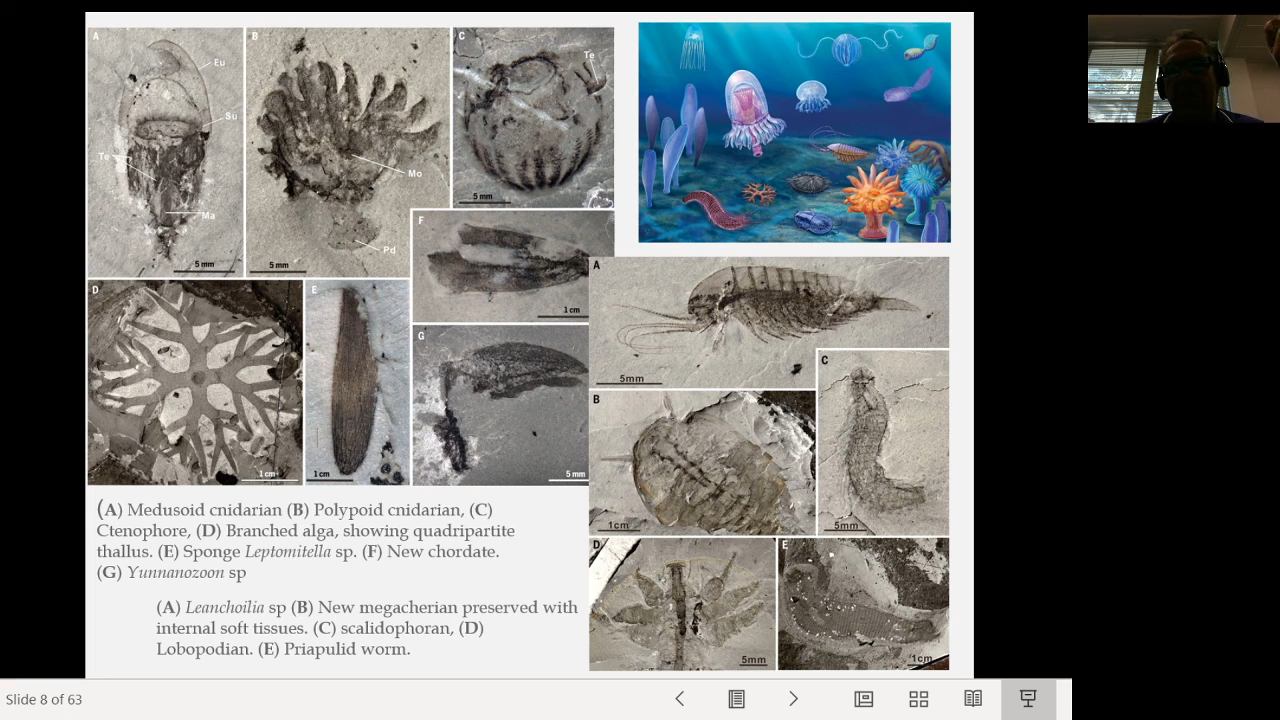 A
Eu
Su
Te
Ma
5 mm
B
Mo
Pd
5 mm
C
Te
5 mm
F
1 cm
D
1 cm
E
1 cm
G
5 mm
A
5mm
B
1cm
C
5mm
D
5mm
E
1cm
(A) Medusoid cnidarian (B) Polypoid cnidarian, (C)
Ctenophore, (D) Branched alga, showing quadripartite
thallus. (E) Sponge Leptomitella sp. (F) New chordate.
(G) Yunnanozoon sp
(A) Leanchoilia sp (B) New megacherian preserved with
internal soft tissues. (C) scalidophoran, (D)
Lobopodian. (E) Priapulid worm.
Slide 8 of 63